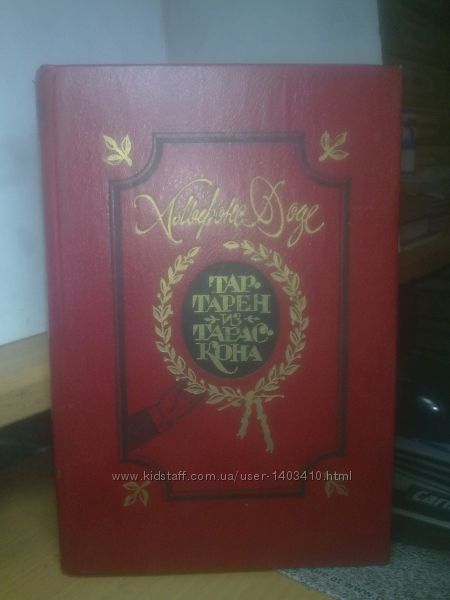 Альфонс Доде
ТАР-
ТАРЕН
ИЗ
ТАРАС-
КОНА
www.kidstaff.com.ua/user-1403410.html